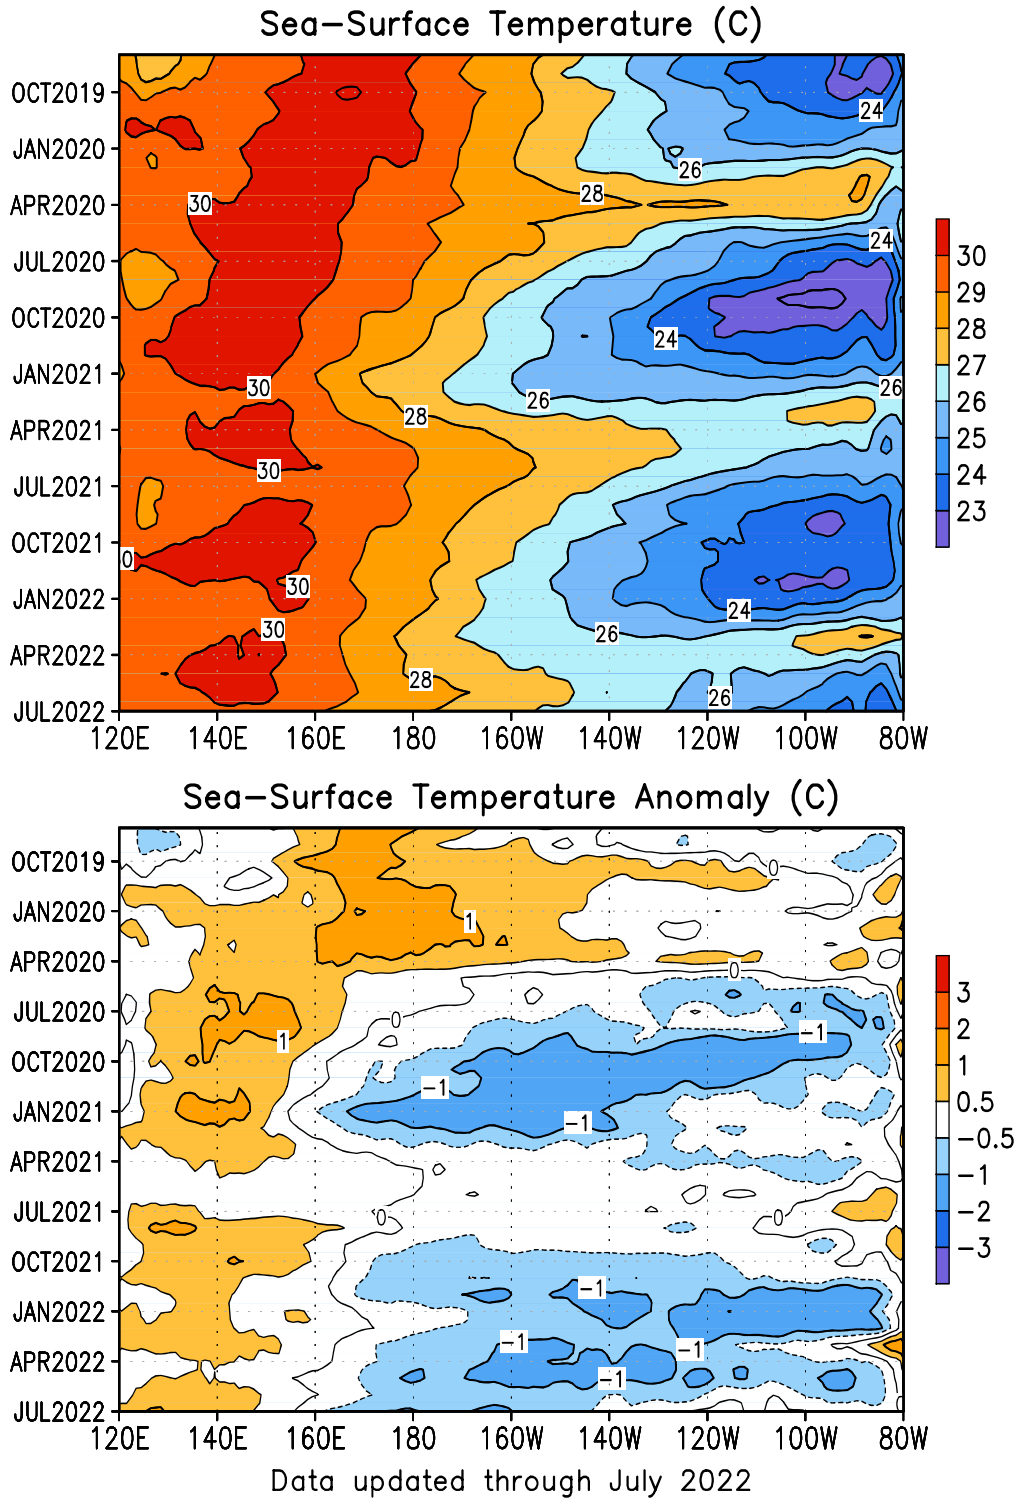 Sea-Surface Temperature (C)
OCT2019
JAN2020
APR2020
JUL2020
OCT2020
JAN2021
APR2021
JUL2021
OCT2021
JAN2022
APR2022
JUL2022
24
26
28
30
24
24
30
26
26
28
30
30
30
24
26
30
28
26
120E 140E 160E 180 160W 140W 120W 100W 80W
30
29
28
27
26
25
24
23
Sea-Surface Temperature Anomaly (C)
OCT2019
JAN2020
APR2020
JUL2020
OCT2020
JAN2021
APR2021
JUL2021
OCT2021
JAN2022
APR2022
JUL2022
0
1
0
0
1
-1
-1
-1
0
0
-1
-1
-1
-1
120E 140E 160E 180 160W 140W 120W 100W 80W
3
2
1
0.5
-0.5
-1
-2
-3
Data updated through July 2022